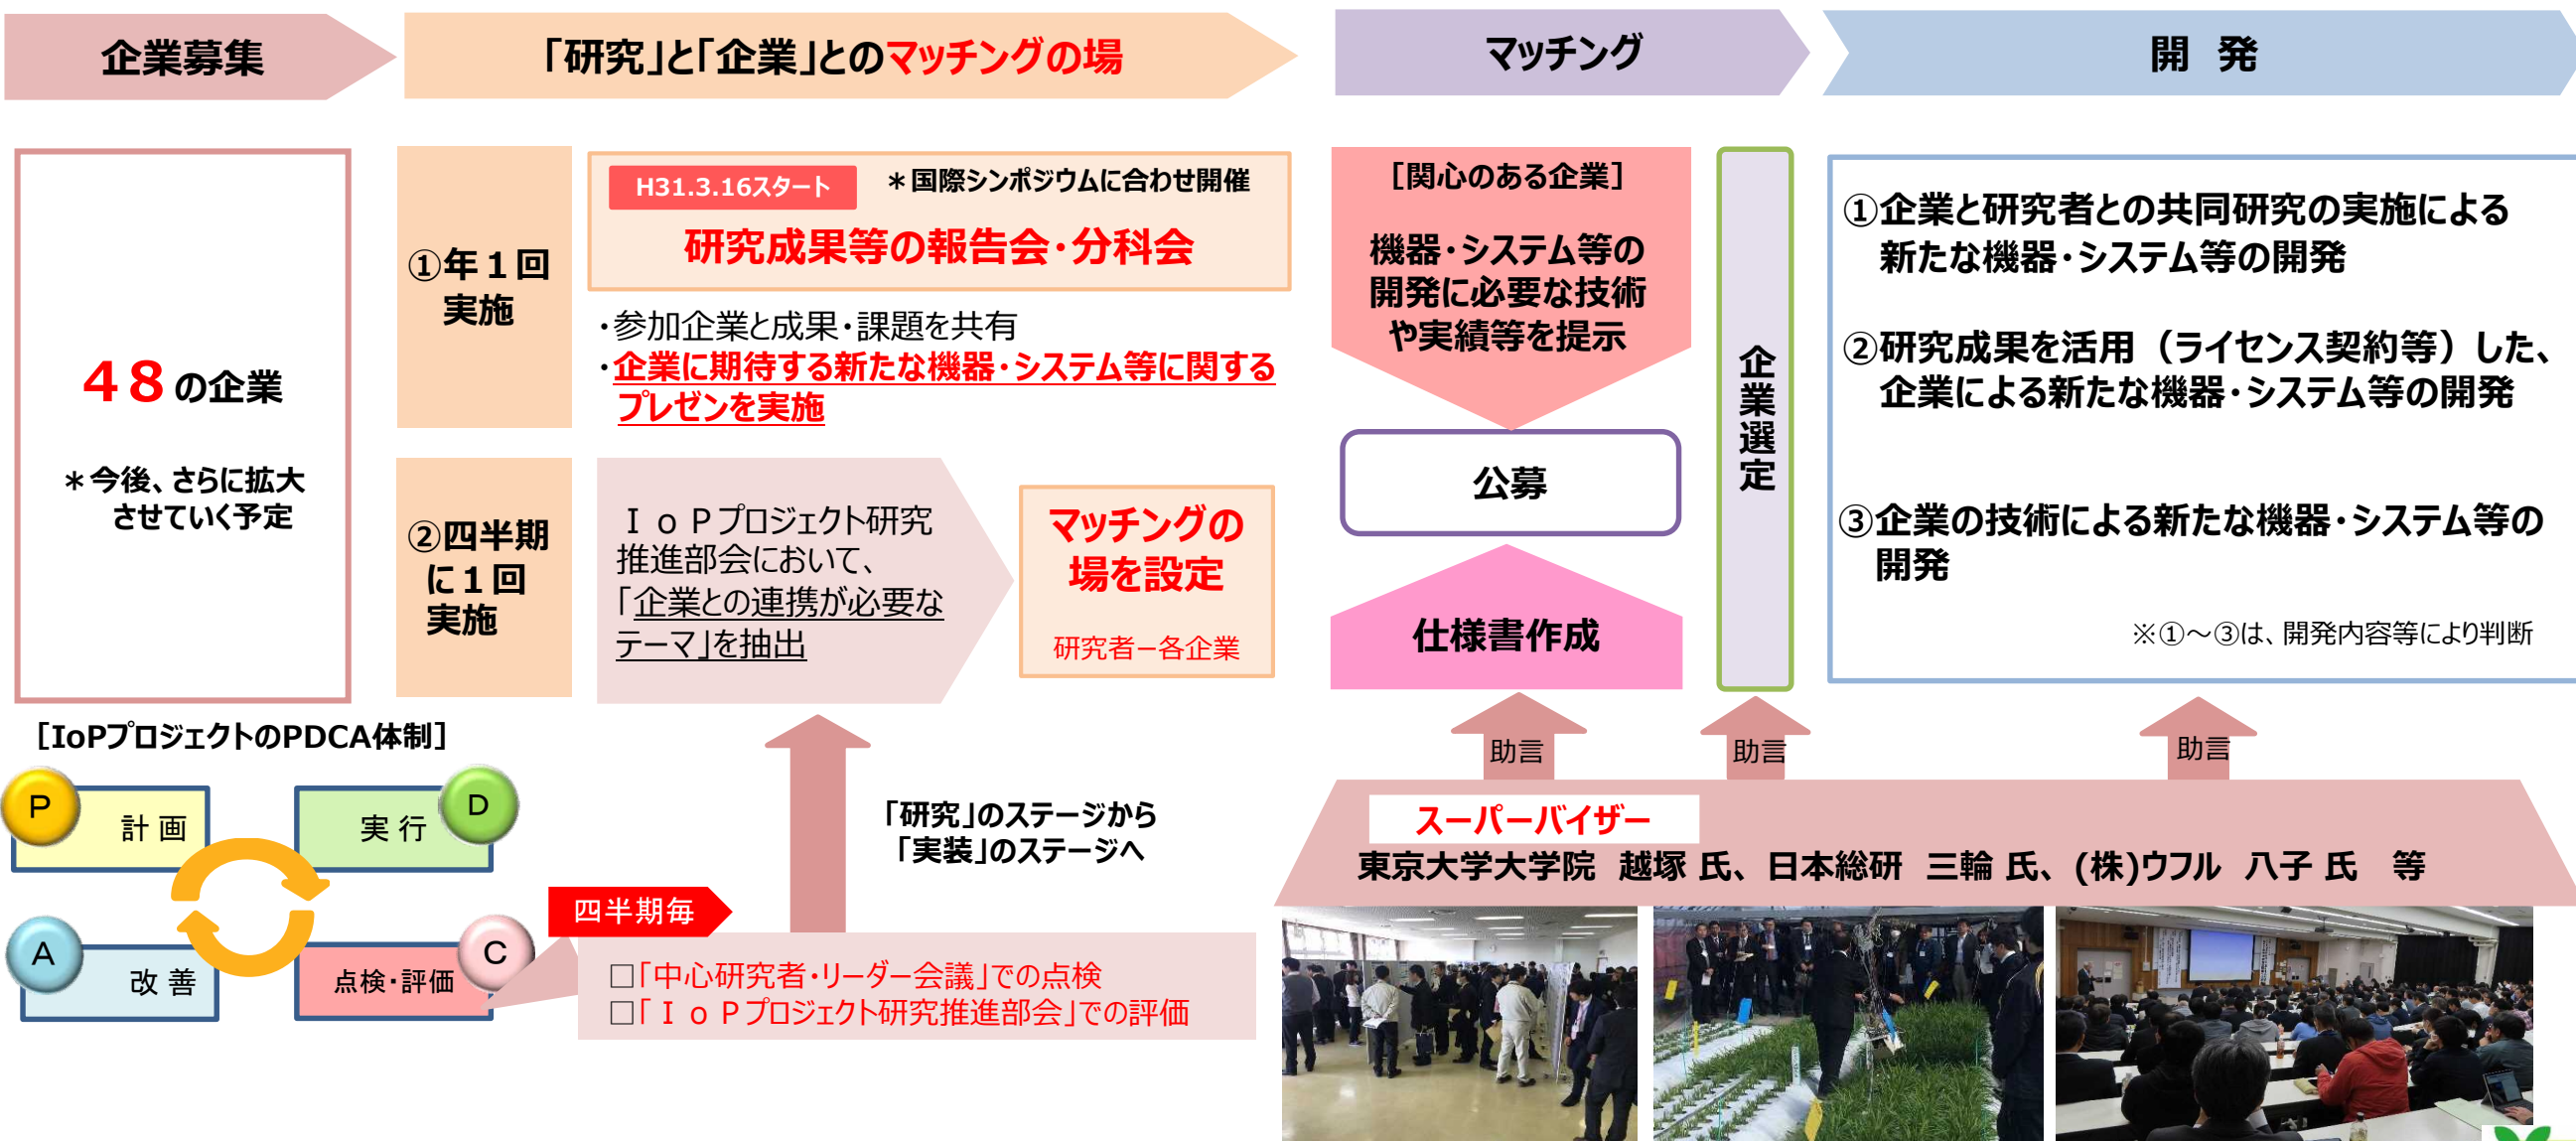 企業募集
「研究」と「企業」とのマッチングの場
マッチング
開 発
48の企業
＊今後、さらに拡大
させていく予定
①年１回
実施
H31.3.16スタート
＊国際シンポジウムに合わせ開催
研究成果等の報告会・分科会
・参加企業と成果・課題を共有
・企業に期待する新たな機器・システム等に関する
プレゼンを実施
②四半期
に１回
実施
ＩｏＰプロジェクト研究
推進部会において、
「企業との連携が必要な
テーマ」を抽出
マッチングの
場を設定
研究者－各企業
［関心のある企業］
機器・システム等の
開発に必要な技術
や実績等を提示
公募
仕様書作成
企業選定
①企業と研究者との共同研究の実施による
新たな機器・システム等の開発
②研究成果を活用（ライセンス契約等）した、
企業による新たな機器・システム等の開発
③企業の技術による新たな機器・システム等の
開発
※①～③は、開発内容等により判断
［IoPプロジェクトのPDCA体制］
P
計 画
D
実 行
A
改 善
C
点検・評価
四半期毎
「研究」のステージから
「実装」のステージへ
□「中心研究者・リーダー会議」での点検
□「ＩｏＰプロジェクト研究推進部会」での評価
助言
助言
助言
スーパーバイザー
東京大学大学院 越塚 氏、日本総研 三輪 氏、(株)ウフル 八子 氏 等